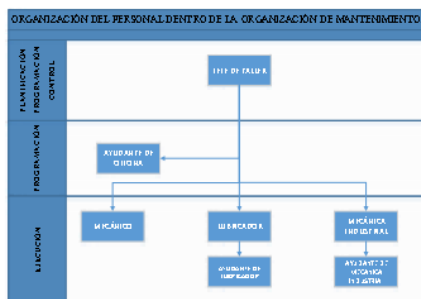 ORGANIZACIÓN DEL PERSONAL DENTRO DE LA ORGANIZACIÓN DE MANTENIMIENTO
PLANIFICACIÓN
PROGRAMACIÓN
CONTROL
JEFE DE TALLER
PROGRAMACIÓN
AYUDANTE DE
OFICINA
EJECUCIÓN
MECÁNICO
LUBRICADOR
MECÁNICA
INDUSTRIAL
AYUDANTE DE
LUBRICADOR
AYUDANTE DE
MECÁNICA
INDUSTRIAL